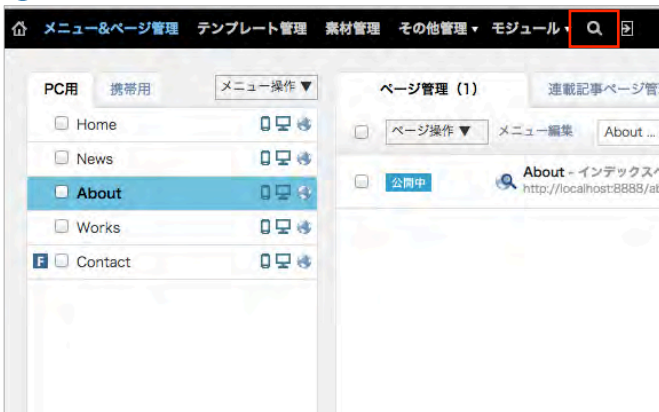 メニュー&ページ管理 テンプレート管理 素材管理 その他管理▼ モジュール▼
PC用 携帯用 メニュー操作 ▼
Home
News
About
Works
F Contact
ページ管理（1） 連載記事ページ管
ページ操作 ▼ メニュー編集 About ...
公開中 About - インデックスペ
http://localhost:8888/ab